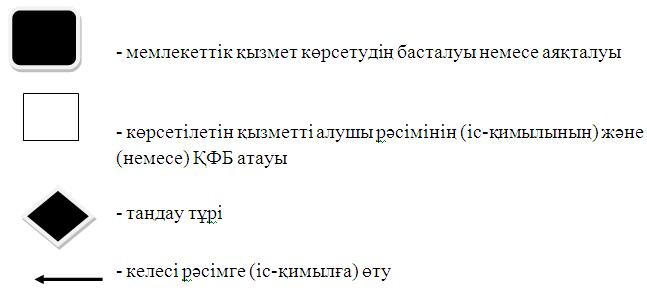 - мемлекеттік қызмет көрсетудің басталуы немесе аяқталуы
- көрсетілетін қызметті алушы рәсімінің (іс-қимылының) және
(немесе) ҚФБ атауы
- тандау түрі
- келесі рәсімге (іс-қимылға) өту